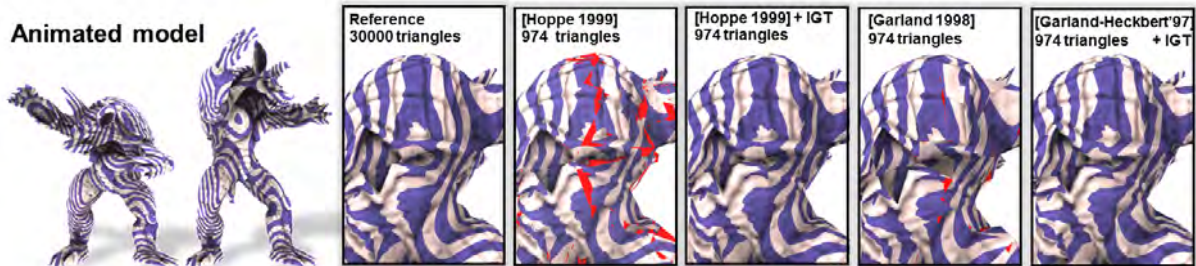 Animated model
Reference
30000 triangles
[Hoppe 1999]
974 triangles
[Hoppe 1999] + IGT
974 triangles
[Garland 1998]
974 triangles
[Garland-Heckbert'97]
974 triangles + IGT